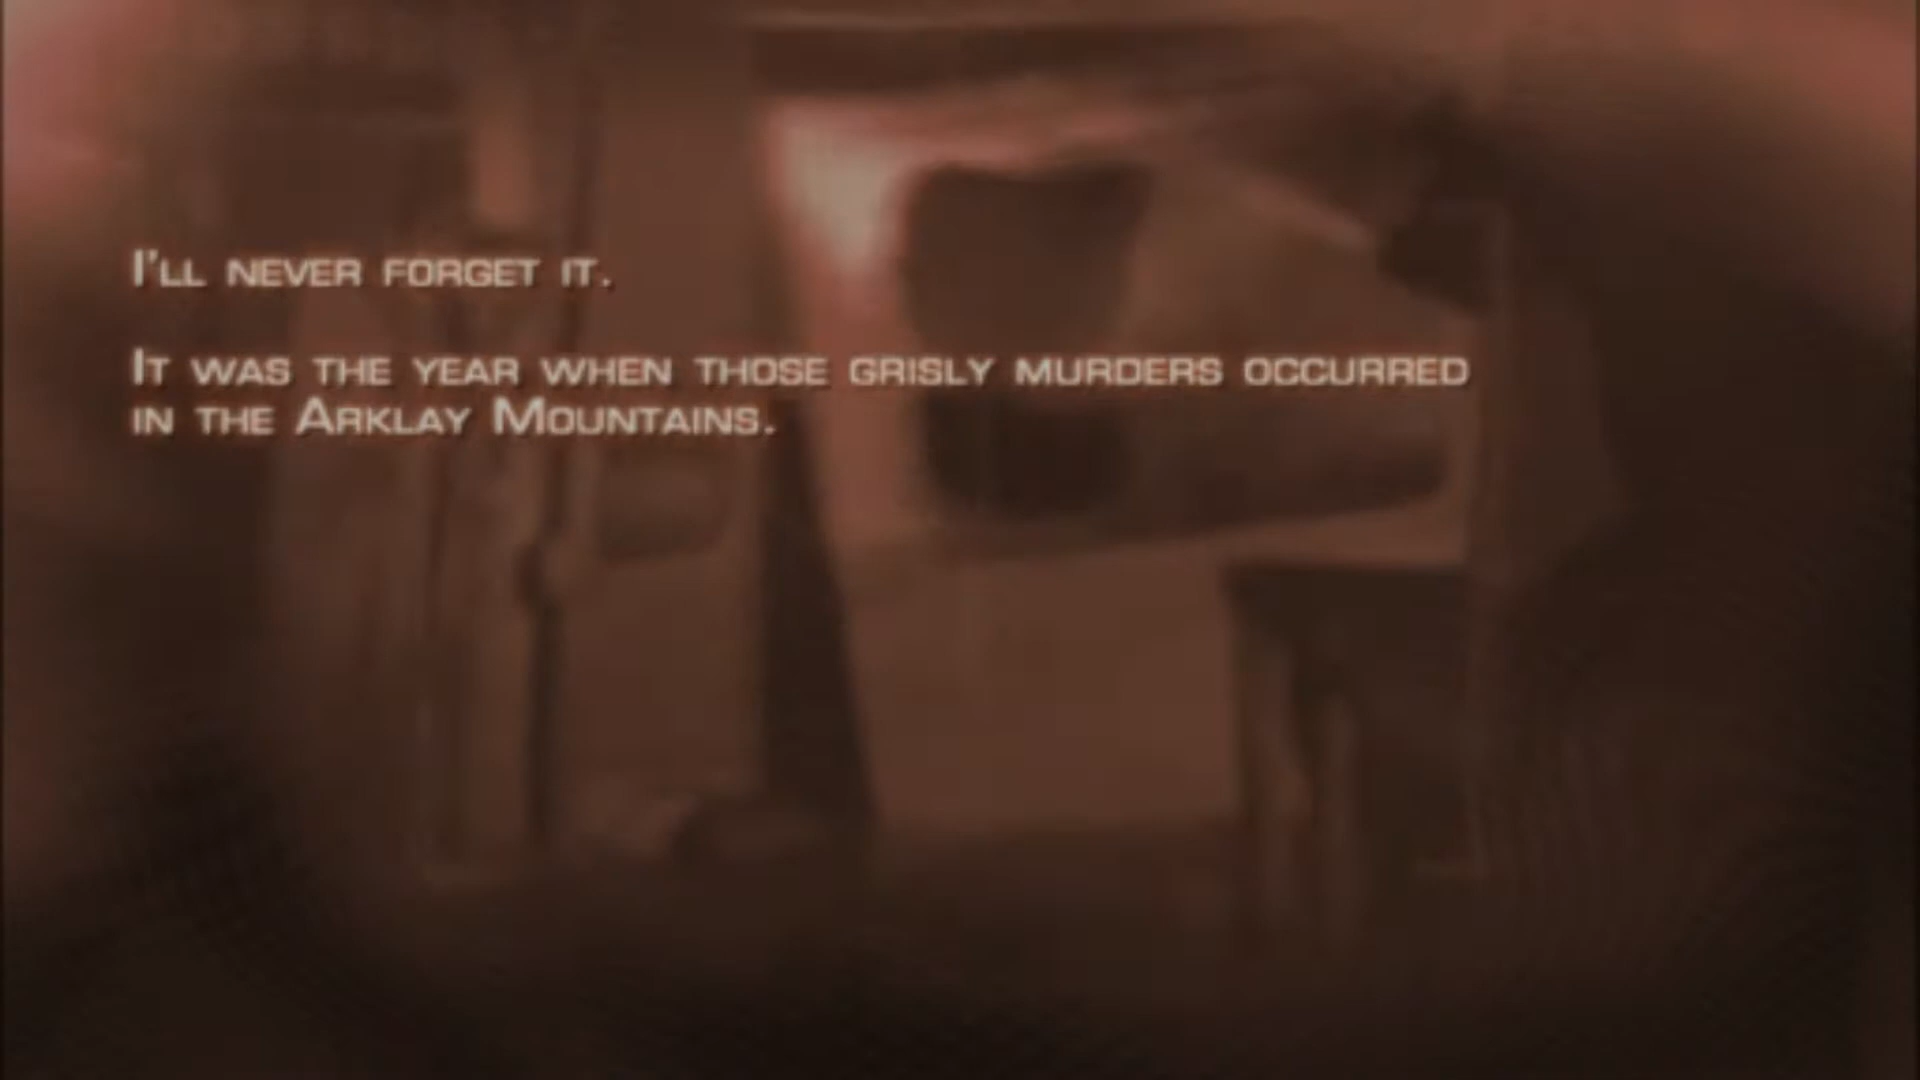 I'll never forget it.
It was the year when those grisly murders occurred
in the Arklay Mountains.